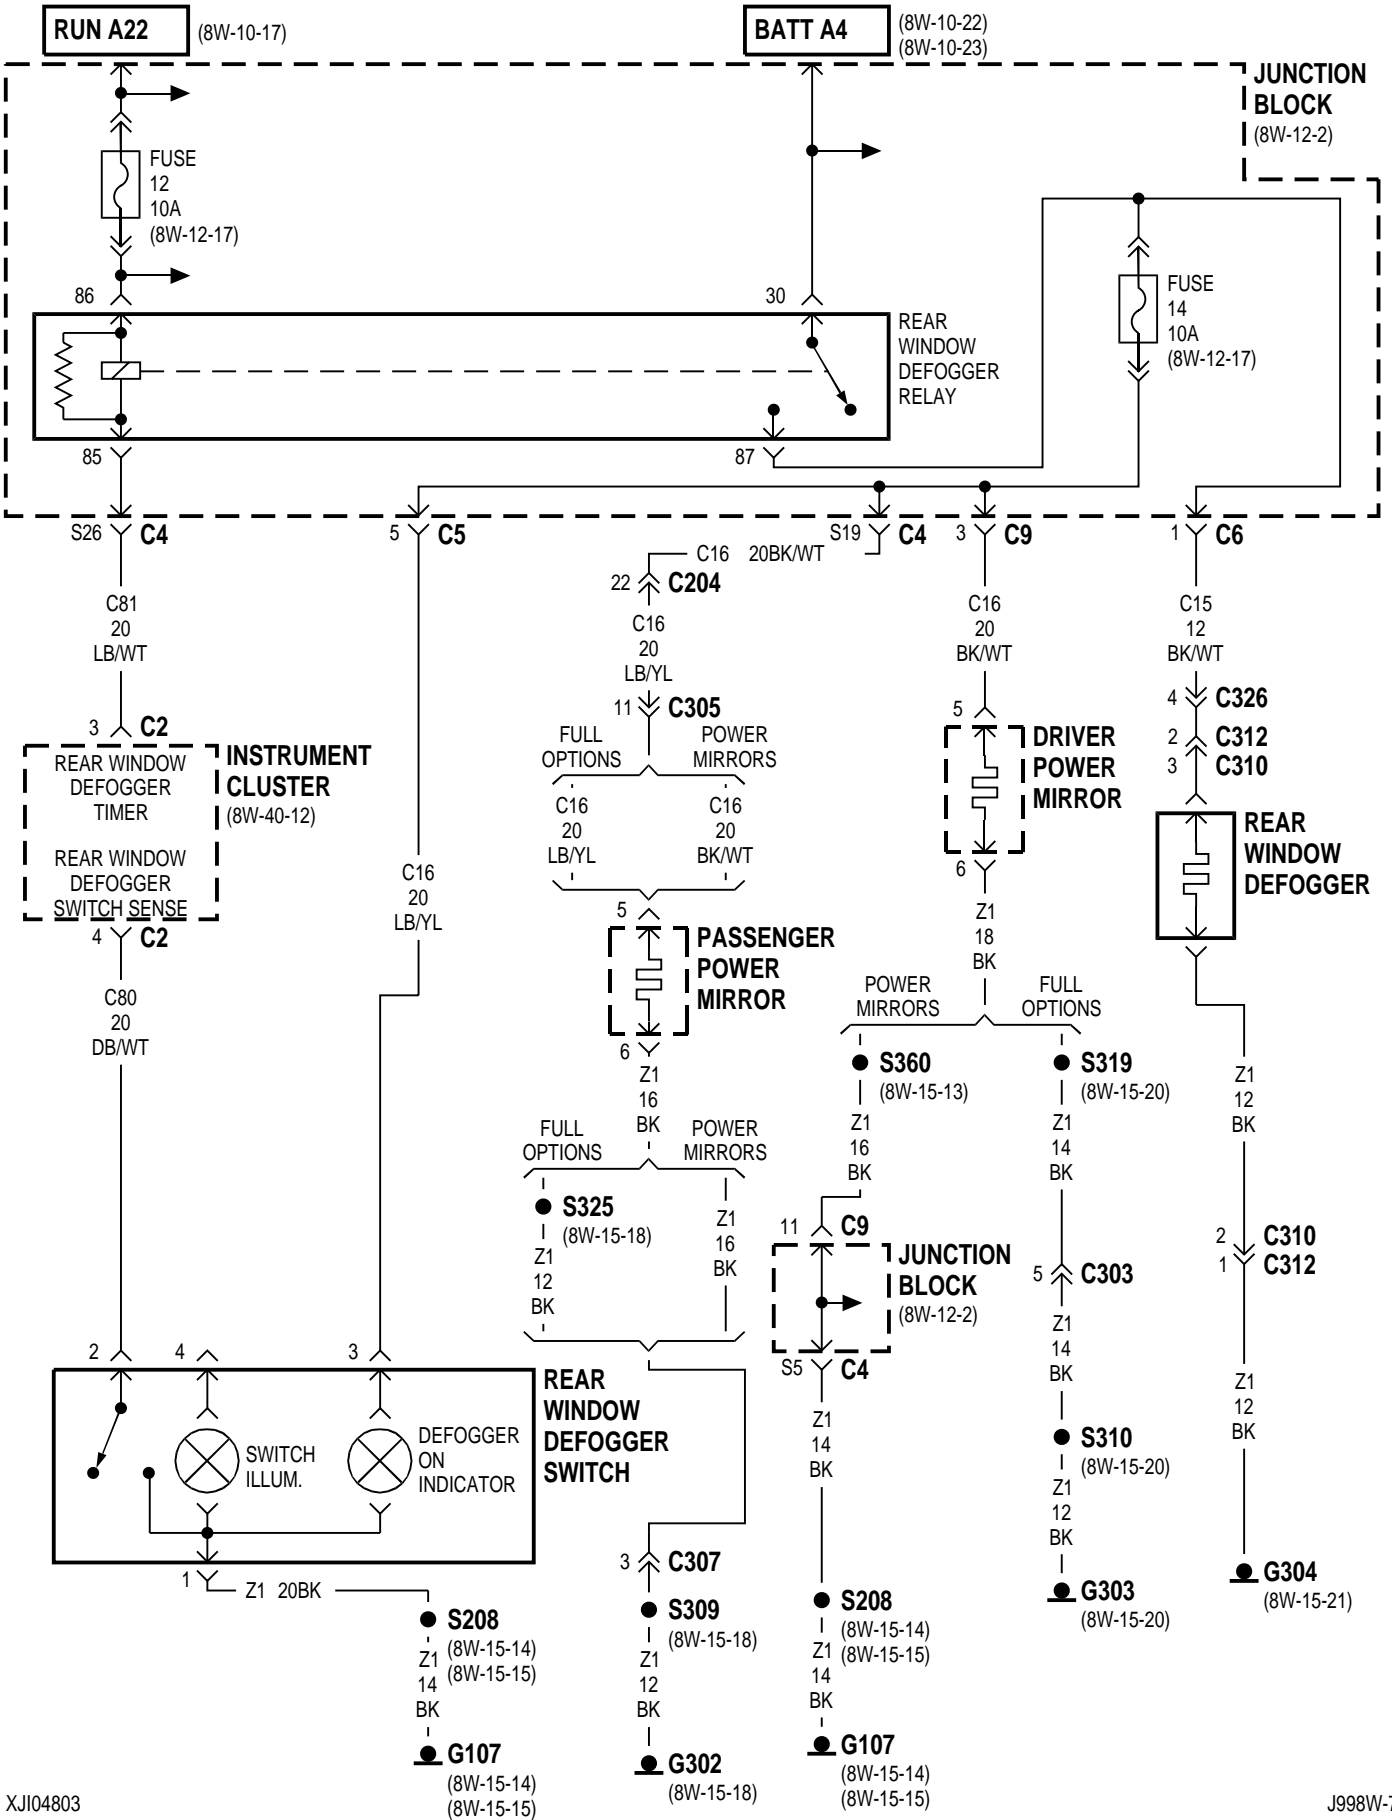 RUN A22
(8W-10-17)
BATT A4
(8W-10-22)
(8W-10-23)
JUNCTION
BLOCK
(8W-12-2)
FUSE
12
10A
(8W-12-17)
FUSE
14
10A
(8W-12-17)
86
30
REAR
WINDOW
DEFOGGER
RELAY
85
87
S26 C4
5 C5
S19 C4
3 C9
1 C6
C16 20BK/WT
22 C204
C81
20
LB/WT
C16
20
LB/YL
C16
20
BK/WT
C15
12
BK/WT
11 C305
4 C326
2 C312
3 C310
3 C2
INSTRUMENT
CLUSTER
(8W-40-12)
REAR WINDOW
DEFOGGER
TIMER
REAR WINDOW
DEFOGGER
SWITCH SENSE
4 C2
FULL
OPTIONS
POWER
MIRRORS
C16
20
LB/YL
C16
20
BK/WT
5
DRIVER
POWER
MIRROR
6
REAR
WINDOW
DEFOGGER
C16
20
LB/YL
5
PASSENGER
POWER
MIRROR
6
Z1
18
BK
C80
20
DB/WT
POWER
MIRRORS
FULL
OPTIONS
S360
(8W-15-13)
S319
(8W-15-20)
Z1
16
BK
Z1
16
BK
Z1
14
BK
Z1
12
BK
FULL
OPTIONS
POWER
MIRRORS
S325
(8W-15-18)
Z1
12
BK
Z1
16
BK
11 C9
JUNCTION
BLOCK
(8W-12-2)
S5 C4
5 C303
2 C310
1 C312
Z1
14
BK
2
4
3
REAR
WINDOW
DEFOGGER
SWITCH
SWITCH
ILLUM.
DEFOGGER
ON
INDICATOR
Z1
14
BK
S310
(8W-15-20)
Z1
12
BK
Z1
12
BK
1
Z1 20BK
3 C307
S208
(8W-15-14)
(8W-15-15)
Z1
14
BK
G107
(8W-15-14)
(8W-15-15)
S309
(8W-15-18)
Z1
12
BK
G302
(8W-15-18)
S208
(8W-15-14)
(8W-15-15)
Z1
14
BK
G107
(8W-15-14)
(8W-15-15)
G303
(8W-15-20)
G304
(8W-15-21)
XJI04803
J998W-7